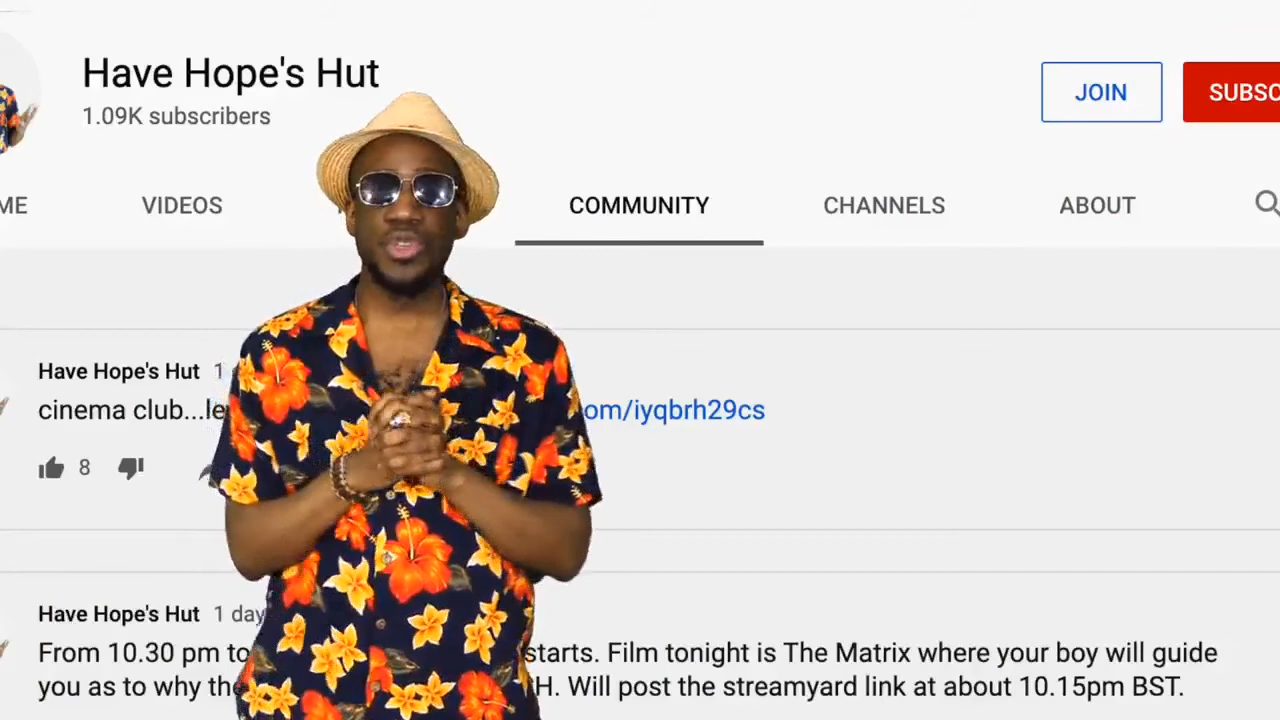 Have Hope's Hut
1.09K subscribers
JOIN
SUBSC
ME
VIDEOS
COMMUNITY
CHANNELS
ABOUT
Have Hope's Hut 1
cinema club...le om/iyqbrh29cs
8
Have Hope's Hut 1 day
From 10.30 pm to starts. Film tonight is The Matrix where your boy will guide
you as to why the H. Will post the streamyard link at about 10.15pm BST.